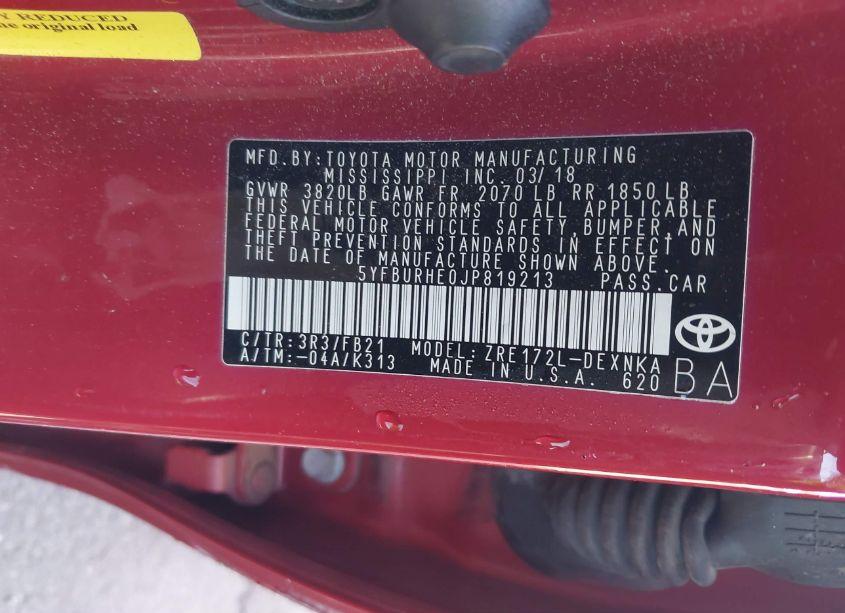 Y REDUCED
e original load
MFD.BY:TOYOTA MOTOR MANUFACTURING
MISSISSIPPI INC. 03/18
GVWR 3820LB GAWR FR 2070 LB RR 1850 LB
THIS VEHICLE CONFORMS TO ALL APPLICABLE
FEDERAL MOTOR VEHICLE SAFETY,BUMPER,AND
THEFT PREVENTION STANDARDS IN EFFECT ON
THE DATE OF MANUFACTURE SHOWN ABOVE.
5YFBURHE0JP819213 PASS.CAR
C/TR:3R3/FB21 MODEL:ZRE172L-DEXNKA
A/TM:-04A/K313 MADE IN U.S.A. 620
BA